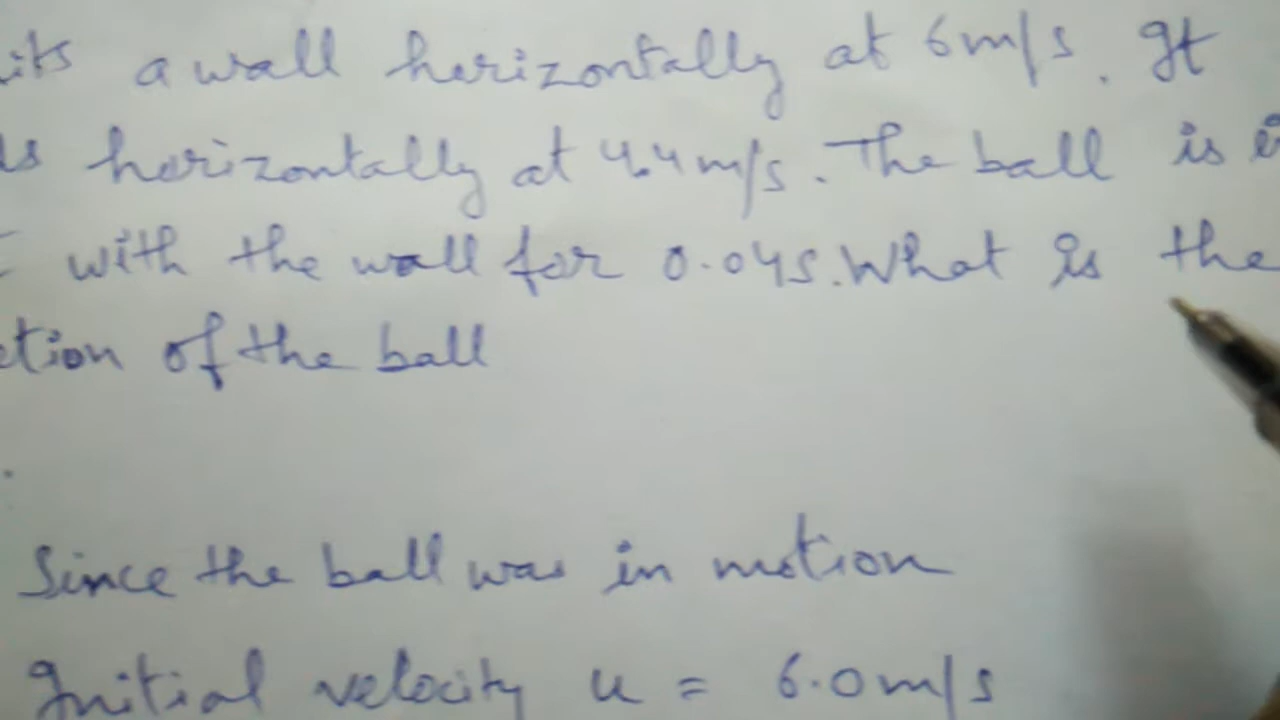 its a wall horizontally at 6m/s. It
ds horizontally at 4.4m/s. The ball is
with the wall for 0.04s. What is the
ction of the ball
Since the ball was in motion
Initial velocity u = 6.0m/s